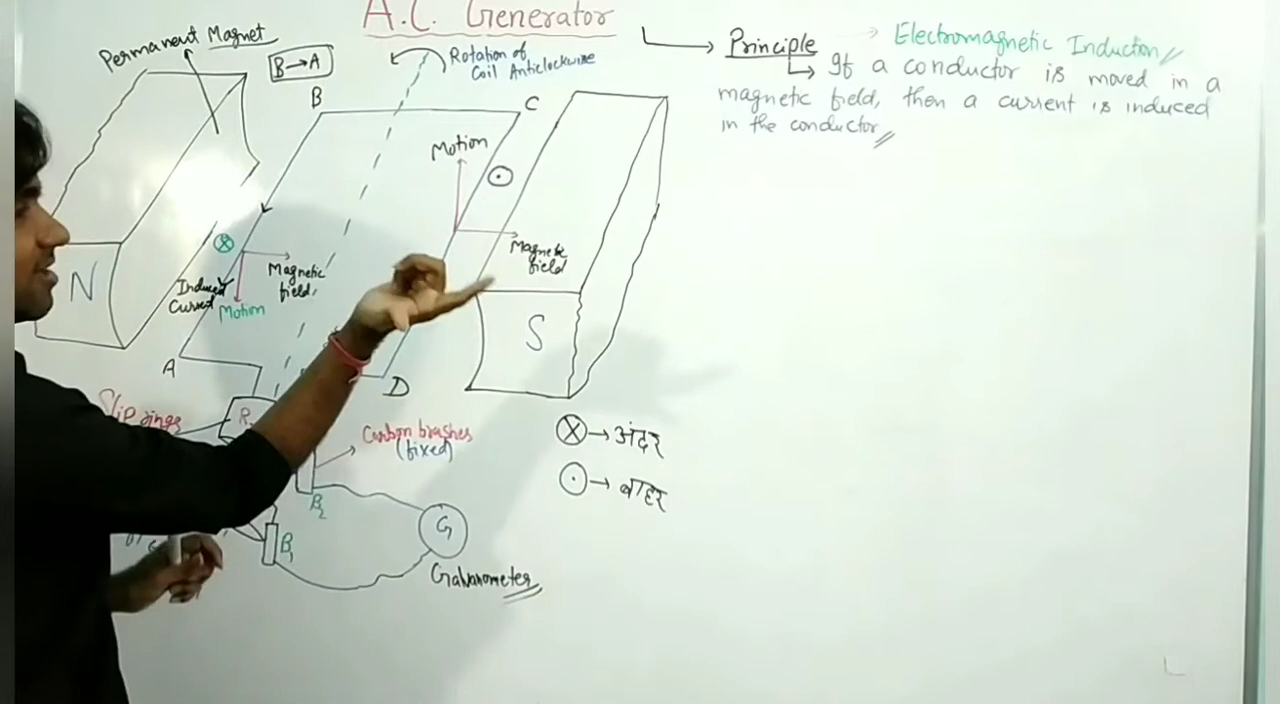 A.C. Generator
Principle → Electromagnetic Induction
If a conductor is moved in a
magnetic field, then a current is induced
in the conductor
Permanent Magnet
B→A
Rotation of
Coil Anticlockwise
B
C
Motion
Magnetic
field
Magnetic
field,
Induced
Current
Motion
N
S
A
D
Slip rings
R
Carbon brushes
(fixed)
B2
B1
G
Galvanometer
→ अंदर
→ बाहर